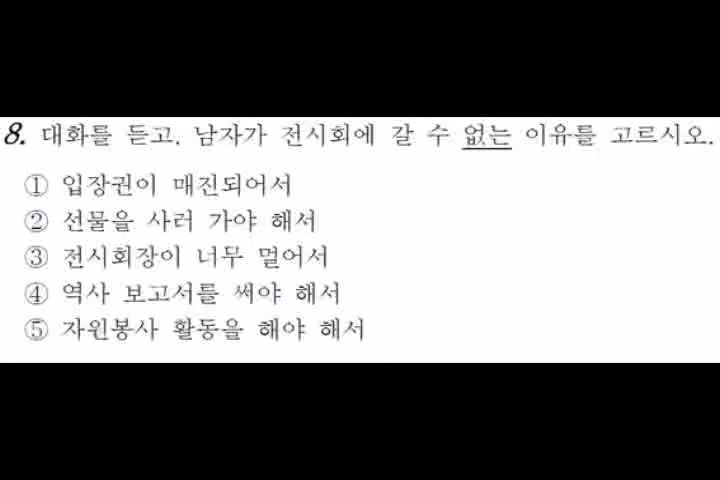 8. 대화를 듣고, 남자가 전시회에 갈 수 없는 이유를 고르시오.
① 입장권이 매진되어서
② 선물을 사러 가야 해서
③ 전시회장이 너무 멀어서
④ 역사 보고서를 써야 해서
⑤ 자원봉사 활동을 해야 해서